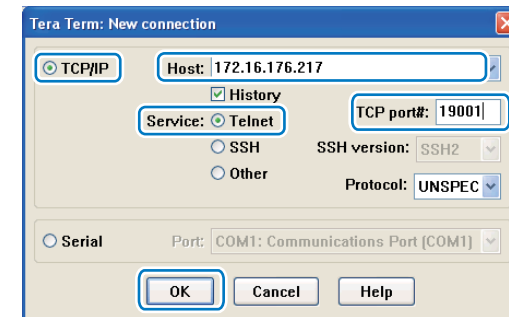 Tera Term: New connection
TCP/IP Host: 172.16.176.217
History
Service: Telnet TCP port#: 19001
SSH SSH version: SSH2
Other Protocol: UNSPEC
Serial Port: COM1: Communications Port (COM1)
OK Cancel Help